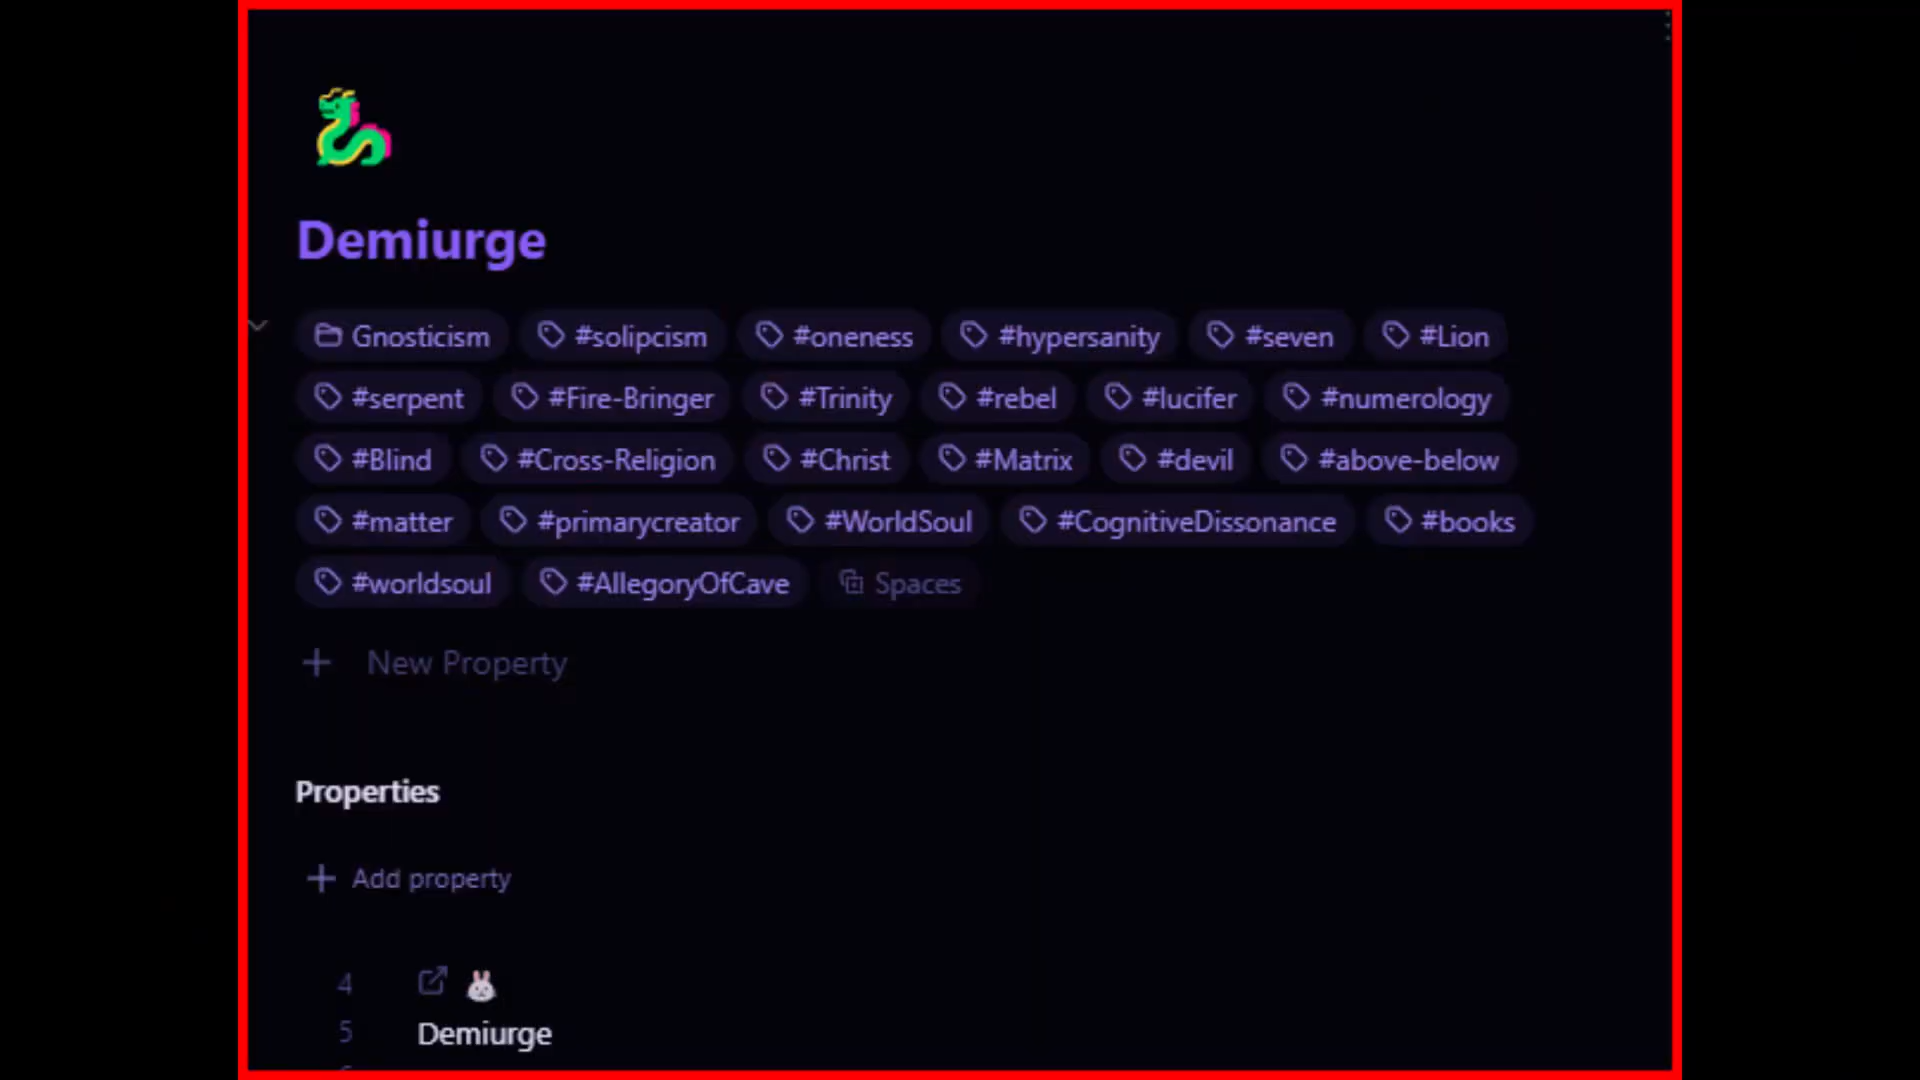 Demiurge
Gnosticism #solipcism #oneness #hypersanity #seven #Lion
#serpent #Fire-Bringer #Trinity #rebel #lucifer #numerology
#Blind #Cross-Religion #Christ #Matrix #devil #above-below
#matter #primarycreator #WorldSoul #CognitiveDissonance #books
#worldsoul #AllegoryOfCave Spaces
New Property
Properties
Add property
4
5 Demiurge